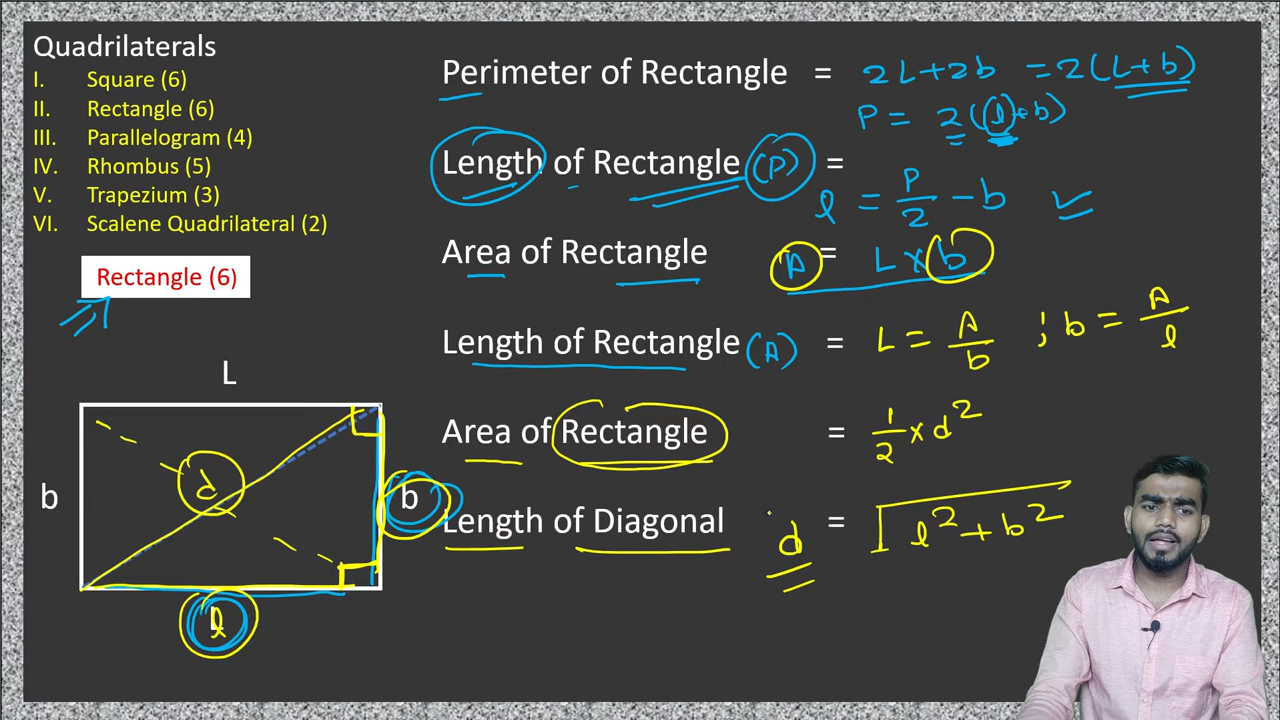 Quadrilaterals
I. Square (6)
II. Rectangle (6)
III. Parallelogram (4)
IV. Rhombus (5)
V. Trapezium (3)
VI. Scalene Quadrilateral (2)
Rectangle (6)
L
b
d
b
l
Perimeter of Rectangle = 2L+2b = 2(L+b)
P = 2(l+b)
Length of Rectangle (P) =
l = P/2 - b
Area of Rectangle A = L×b
Length of Rectangle (A) = L = A/b ; b = A/l
Area of Rectangle = 1/2 × d²
Length of Diagonal d = √l²+b²